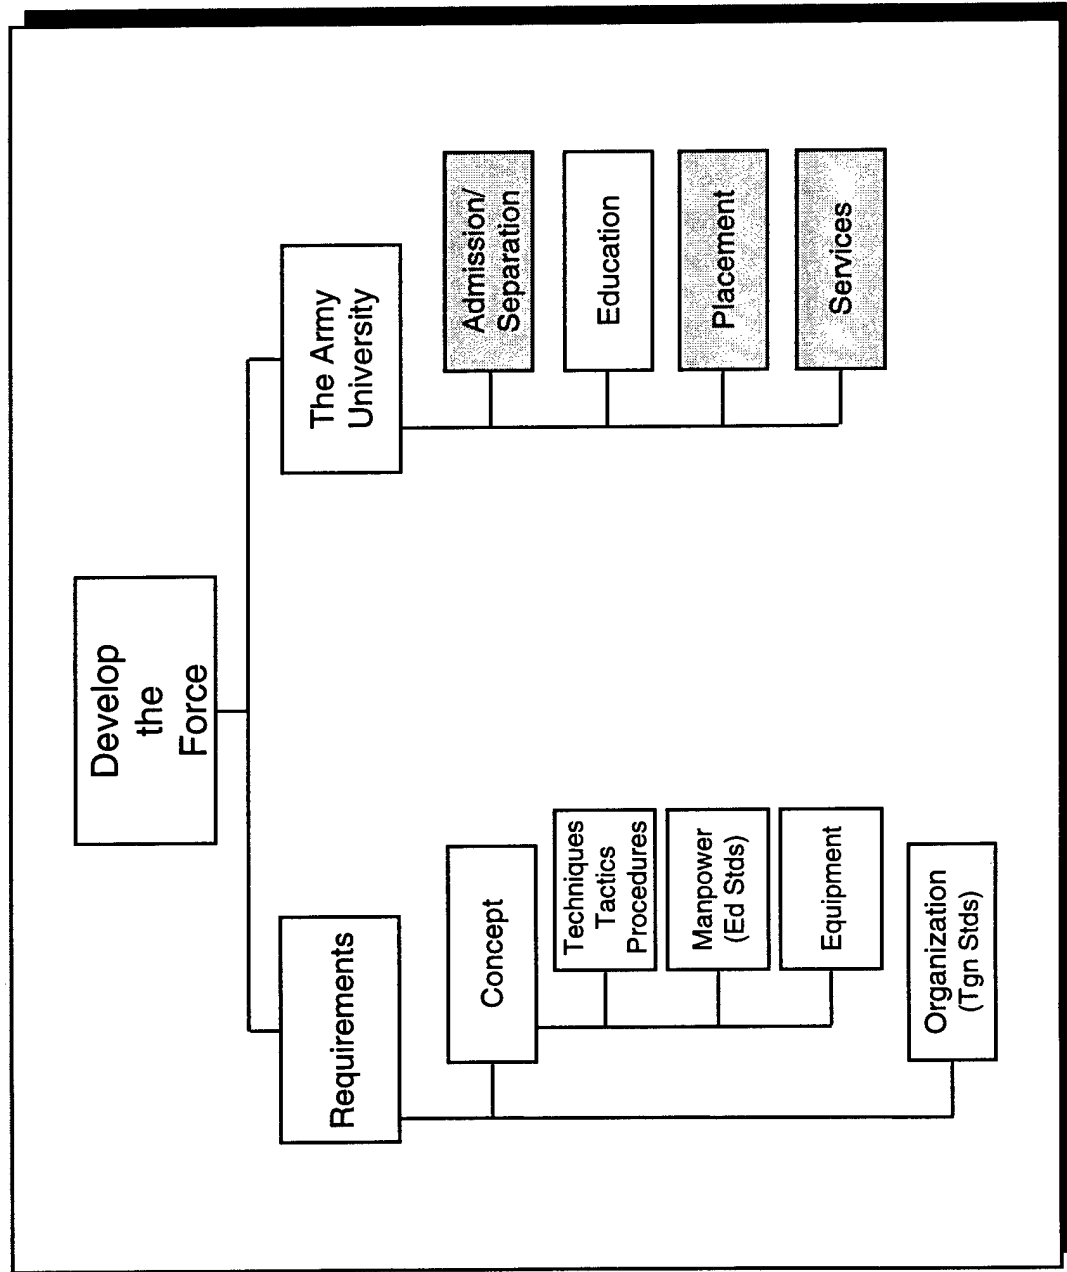 Develop
the
Force
Requirements
Concept
Techniques
Tactics
Procedures
Manpower
(Ed Stds)
Equipment
Organization
(Tgn Stds)
The Army
University
Admission/
Separation
Education
Placement
Services